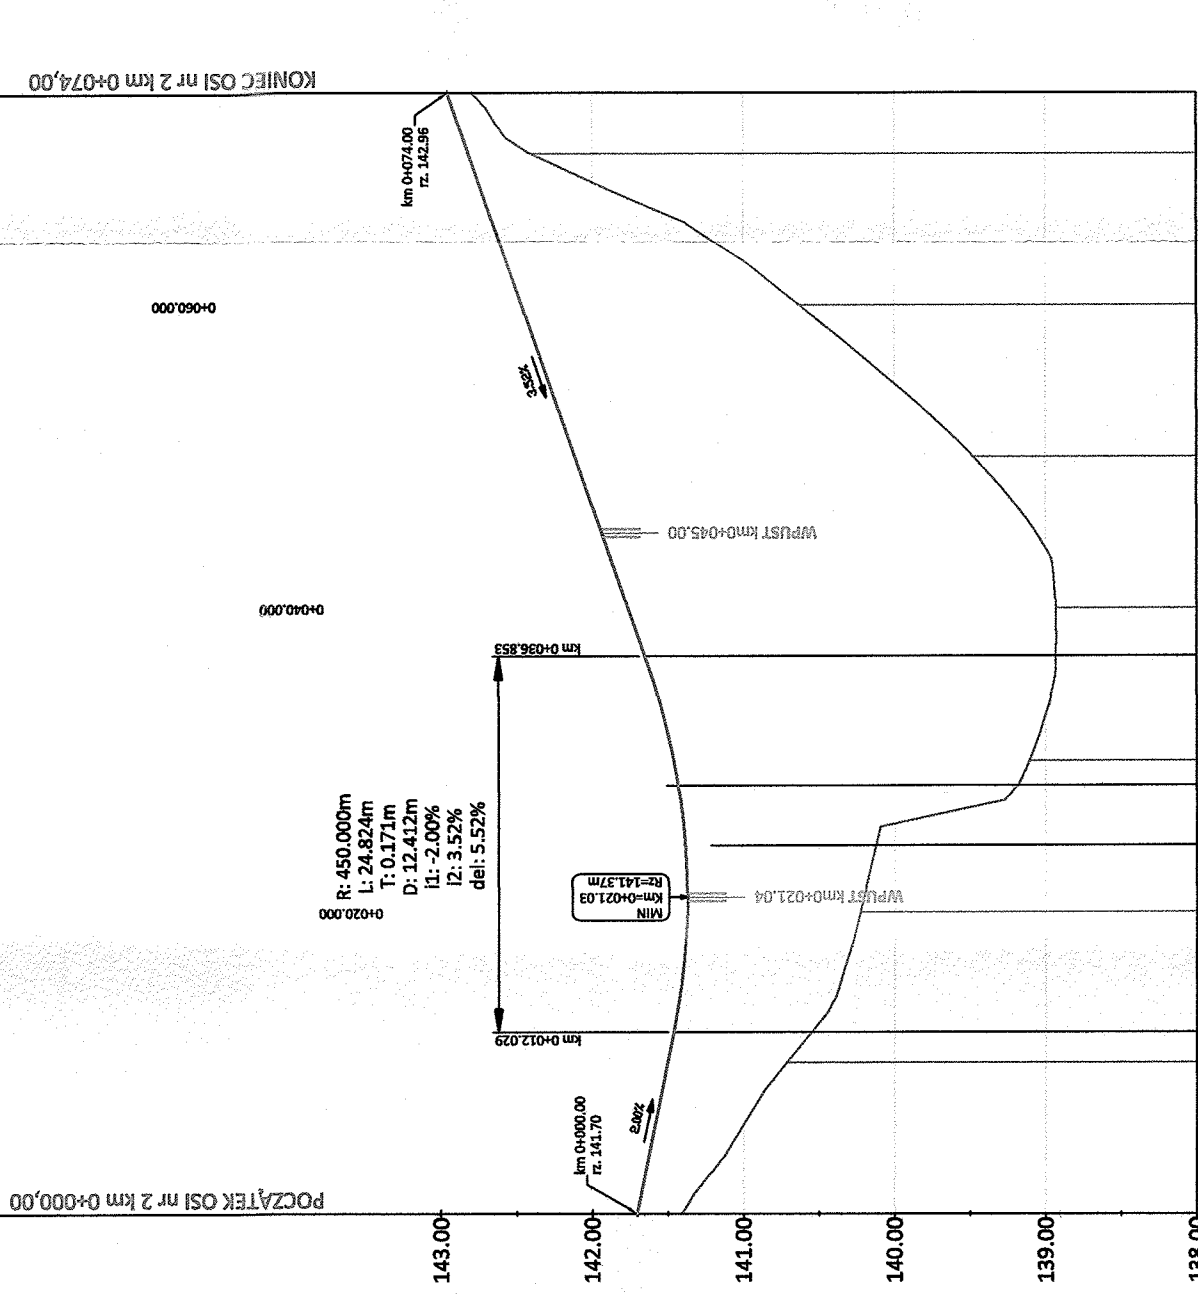 KONIEC OSI nr 2 km 0+074,00
km 0+074.00
rz. 142.96
0+060.000
3.52%
WPUST km0+045.00
0+040.000
km 0+036.853
R: 450.000m
L: 24.824m
T: 0.171m
D: 12.412m
i1: -2.00%
i2: 3.52%
del: 5.52%
0+020.000
MIN
Km=0+021.03
Rz=141.37m
WPUST km0+021.04
km 0+012.029
km 0+000.00
rz. 141.70
2.00%
POCZĄTEK OSI nr 2 km 0+000,00
143.00
142.00
141.00
140.00
139.00
138.00